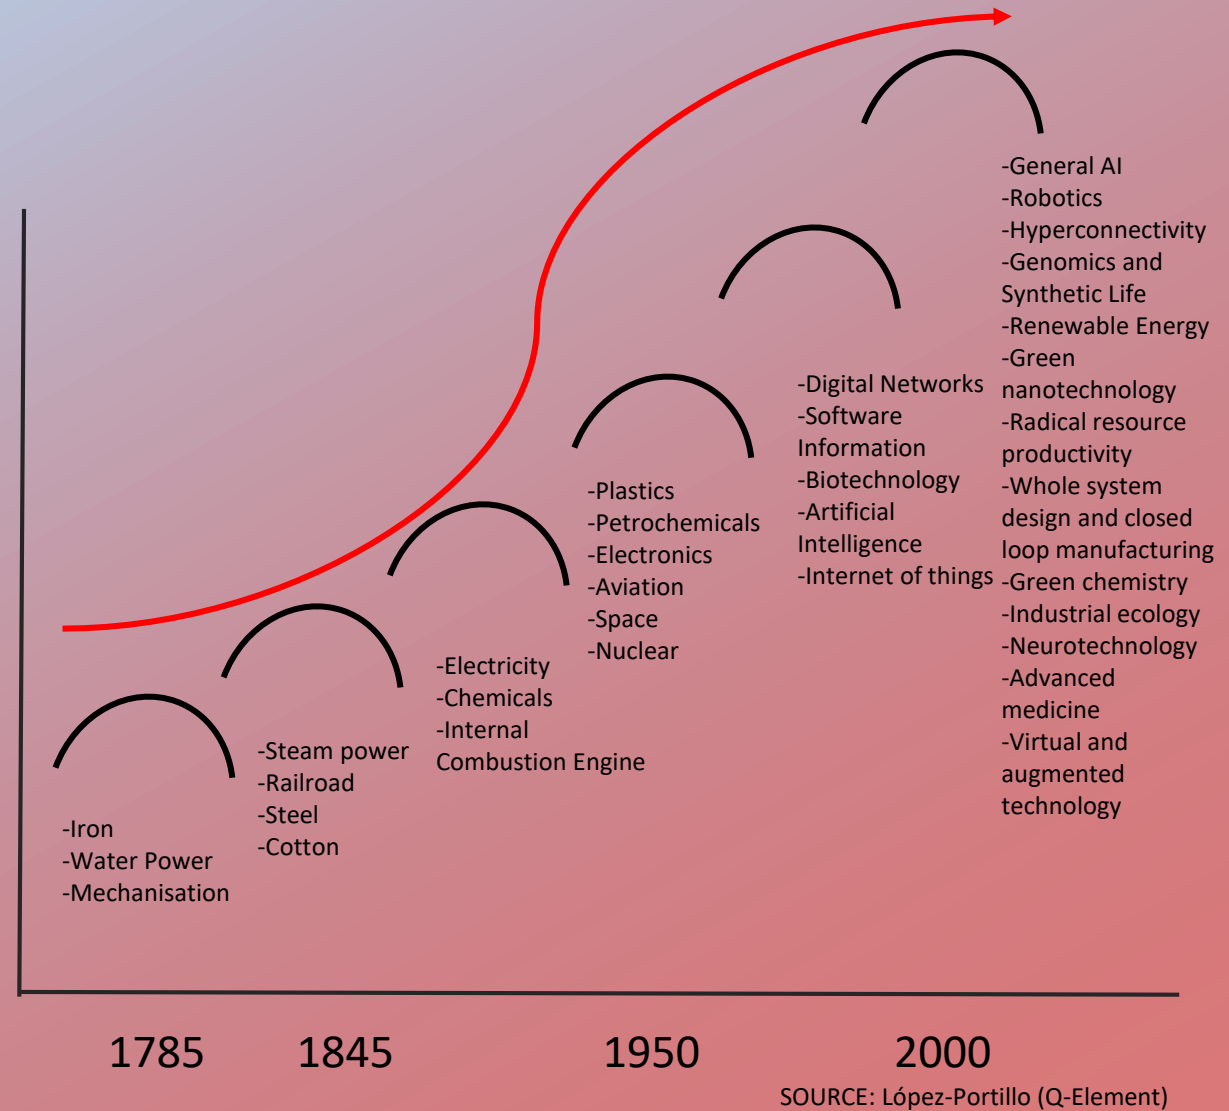 -General AI
-Robotics
-Hyperconnectivity
-Genomics and
Synthetic Life
-Renewable Energy
-Green
nanotechnology
-Radical resource
productivity
-Whole system
design and closed
loop manufacturing
-Green chemistry
-Industrial ecology
-Neurotechnology
-Advanced
medicine
-Virtual and
augmented
technology
-Digital Networks
-Software
Information
-Biotechnology
-Artificial
Intelligence
-Internet of things
-Plastics
-Petrochemicals
-Electronics
-Aviation
-Space
-Nuclear
-Electricity
-Chemicals
-Internal
Combustion Engine
-Steam power
-Railroad
-Steel
-Cotton
-Iron
-Water Power
-Mechanisation
1785 1845 1950 2000
SOURCE: López-Portillo (Q-Element)